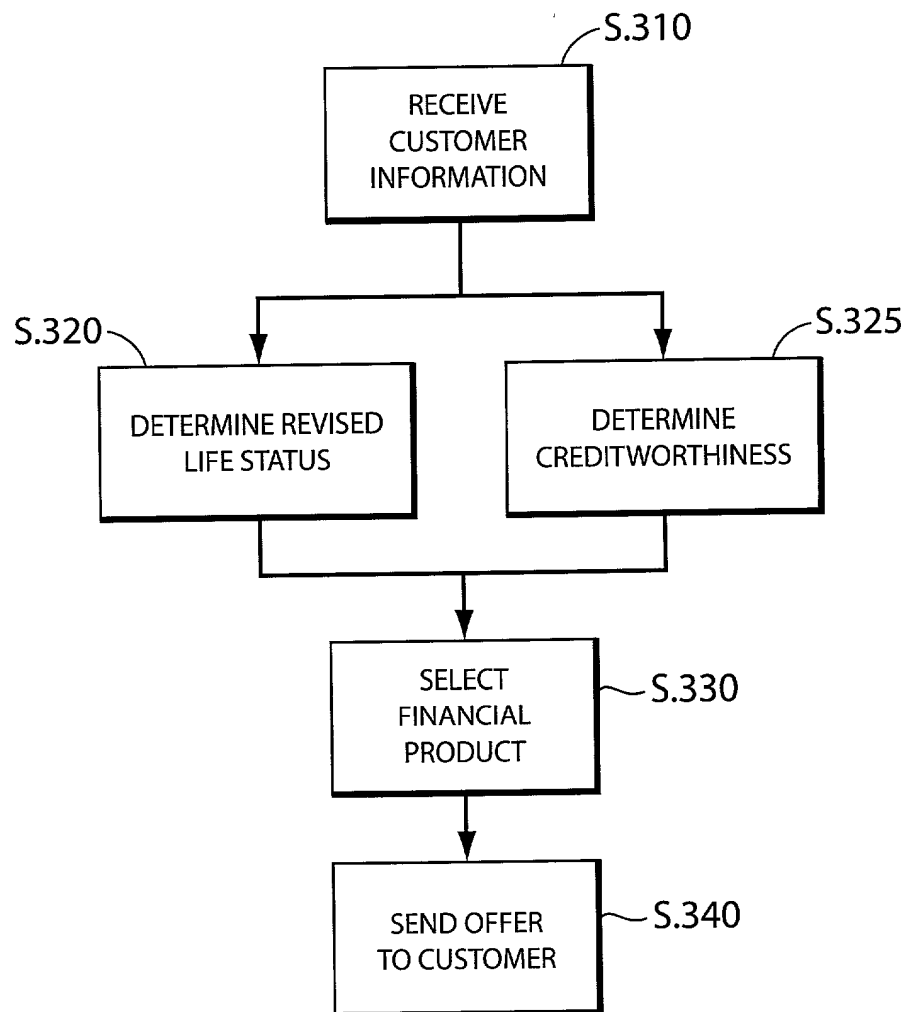 S.310
RECEIVE
CUSTOMER
INFORMATION
S.320
S.325
DETERMINE REVISED
LIFE STATUS
DETERMINE
CREDITWORTHINESS
SELECT
FINANCIAL
PRODUCT
S.330
SEND OFFER
TO CUSTOMER
S.340